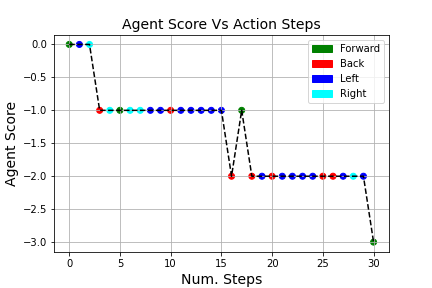 Agent Score Vs Action Steps
0.0
−0.5
−1.0
−1.5
−2.0
−2.5
−3.0
Agent Score
Forward
Back
Left
Right
0 5 10 15 20 25 30
Num. Steps